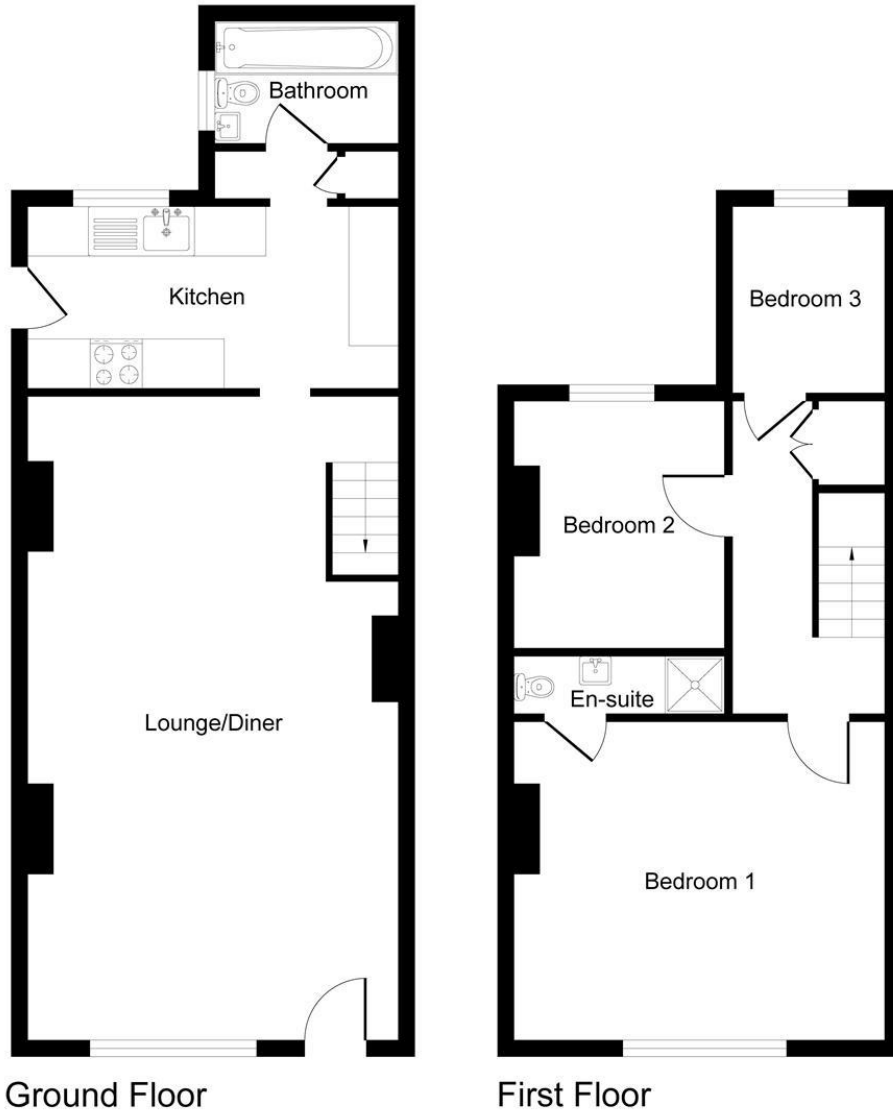 Bathroom
Kitchen
Lounge/Diner
Ground Floor
Bedroom 3
Bedroom 2
En-suite
Bedroom 1
First Floor